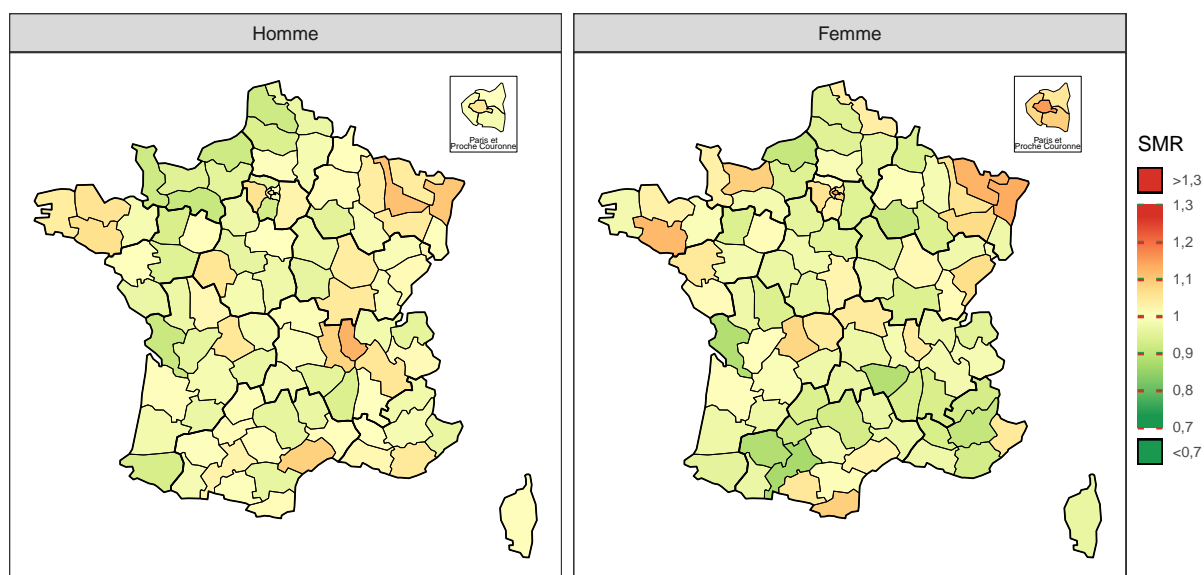 Homme
Femme
Paris et
Proche Couronne
Paris et
Proche Couronne
SMR
>1,3
1,3
1,2
1,1
1
0,9
0,8
0,7
<0,7